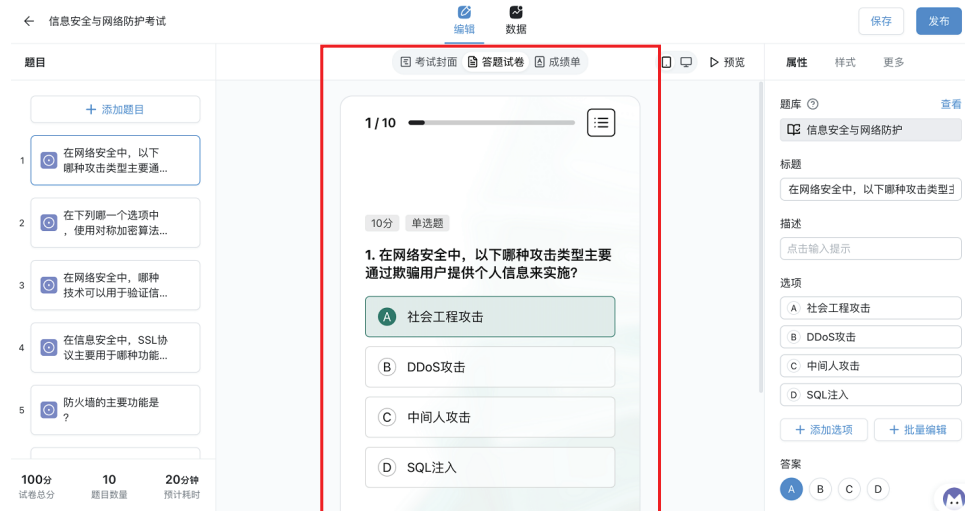 信息安全与网络防护考试
编辑
数据
保存
发布
题目
考试封面
答题试卷
成绩单
预览
属性
样式
更多
添加题目
1
在网络安全中，以下
哪种攻击类型主要通...
2
在下列哪一个选项中
，使用对称加密算法...
3
在网络安全中，哪种
技术可以用于验证信...
4
在信息安全中，SSL协
议主要用于哪种功能...
5
防火墙的主要功能是
？
100分
试卷总分
10
题目数量
20分钟
预计耗时
1 / 10
10分
单选题
1. 在网络安全中，以下哪种攻击类型主要
通过欺骗用户提供个人信息来实施?
A 社会工程攻击
B DDoS攻击
C 中间人攻击
D SQL注入
题库
查看
信息安全与网络防护
标题
在网络安全中，以下哪种攻击类型
描述
点击输入提示
选项
A 社会工程攻击
B DDoS攻击
C 中间人攻击
D SQL注入
添加选项
批量编辑
答案
A B C D